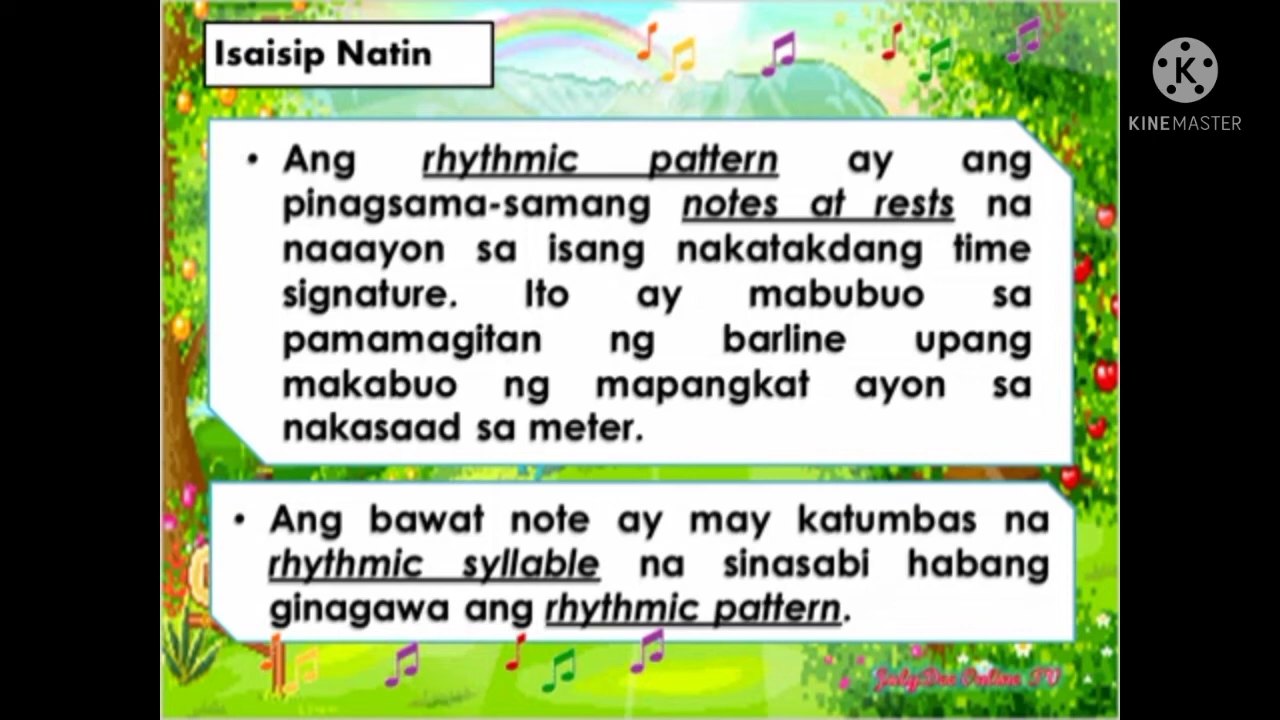 Isaisip Natin
KINEMASTER
• Ang rhythmic pattern ay ang
pinagsama-samang notes at rests na
naaayon sa isang nakatakdang time
signature. Ito ay mabubuo sa
pamamagitan ng barline upang
makabuo ng mapangkat ayon sa
nakasaad sa meter.
• Ang bawat note ay may katumbas na
rhythmic syllable na sinasabi habang
ginagawa ang rhythmic pattern.
Online TV